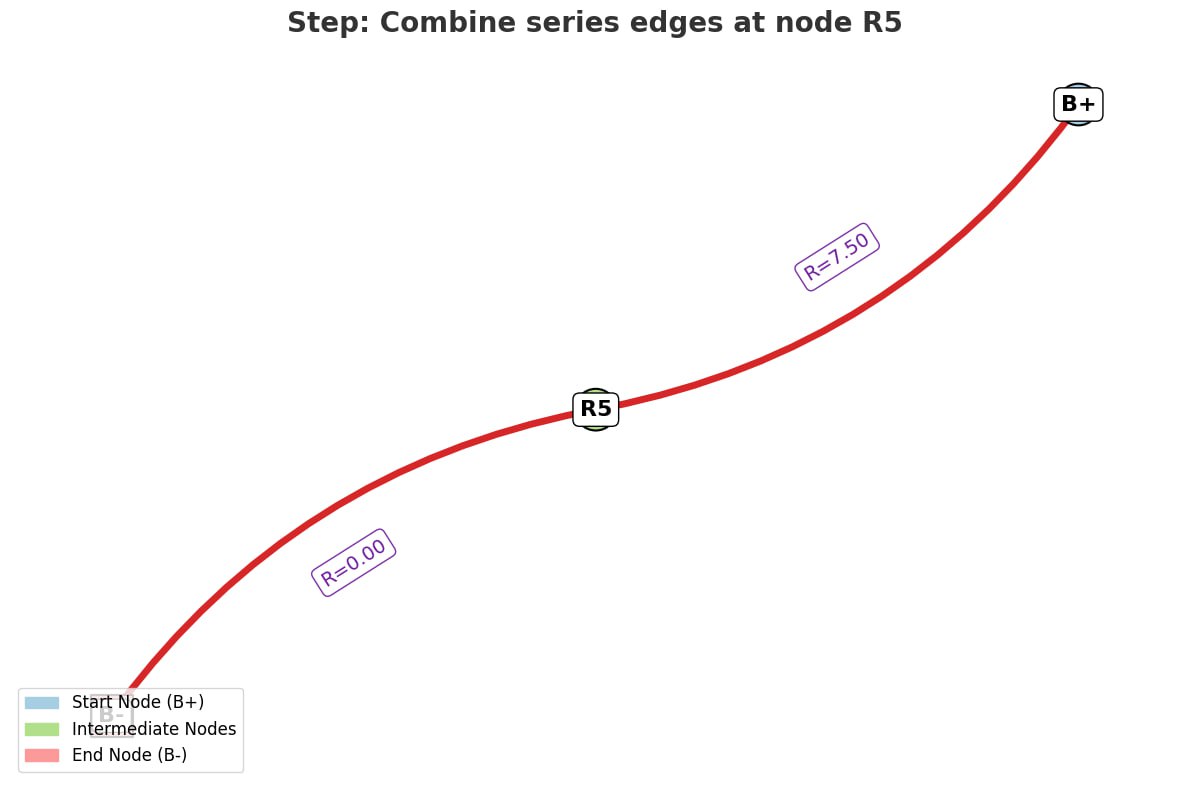 Step: Combine series edges at node R5
B+
R=7.50
R5
R=0.00
B-
Start Node (B+)
Intermediate Nodes
End Node (B-)